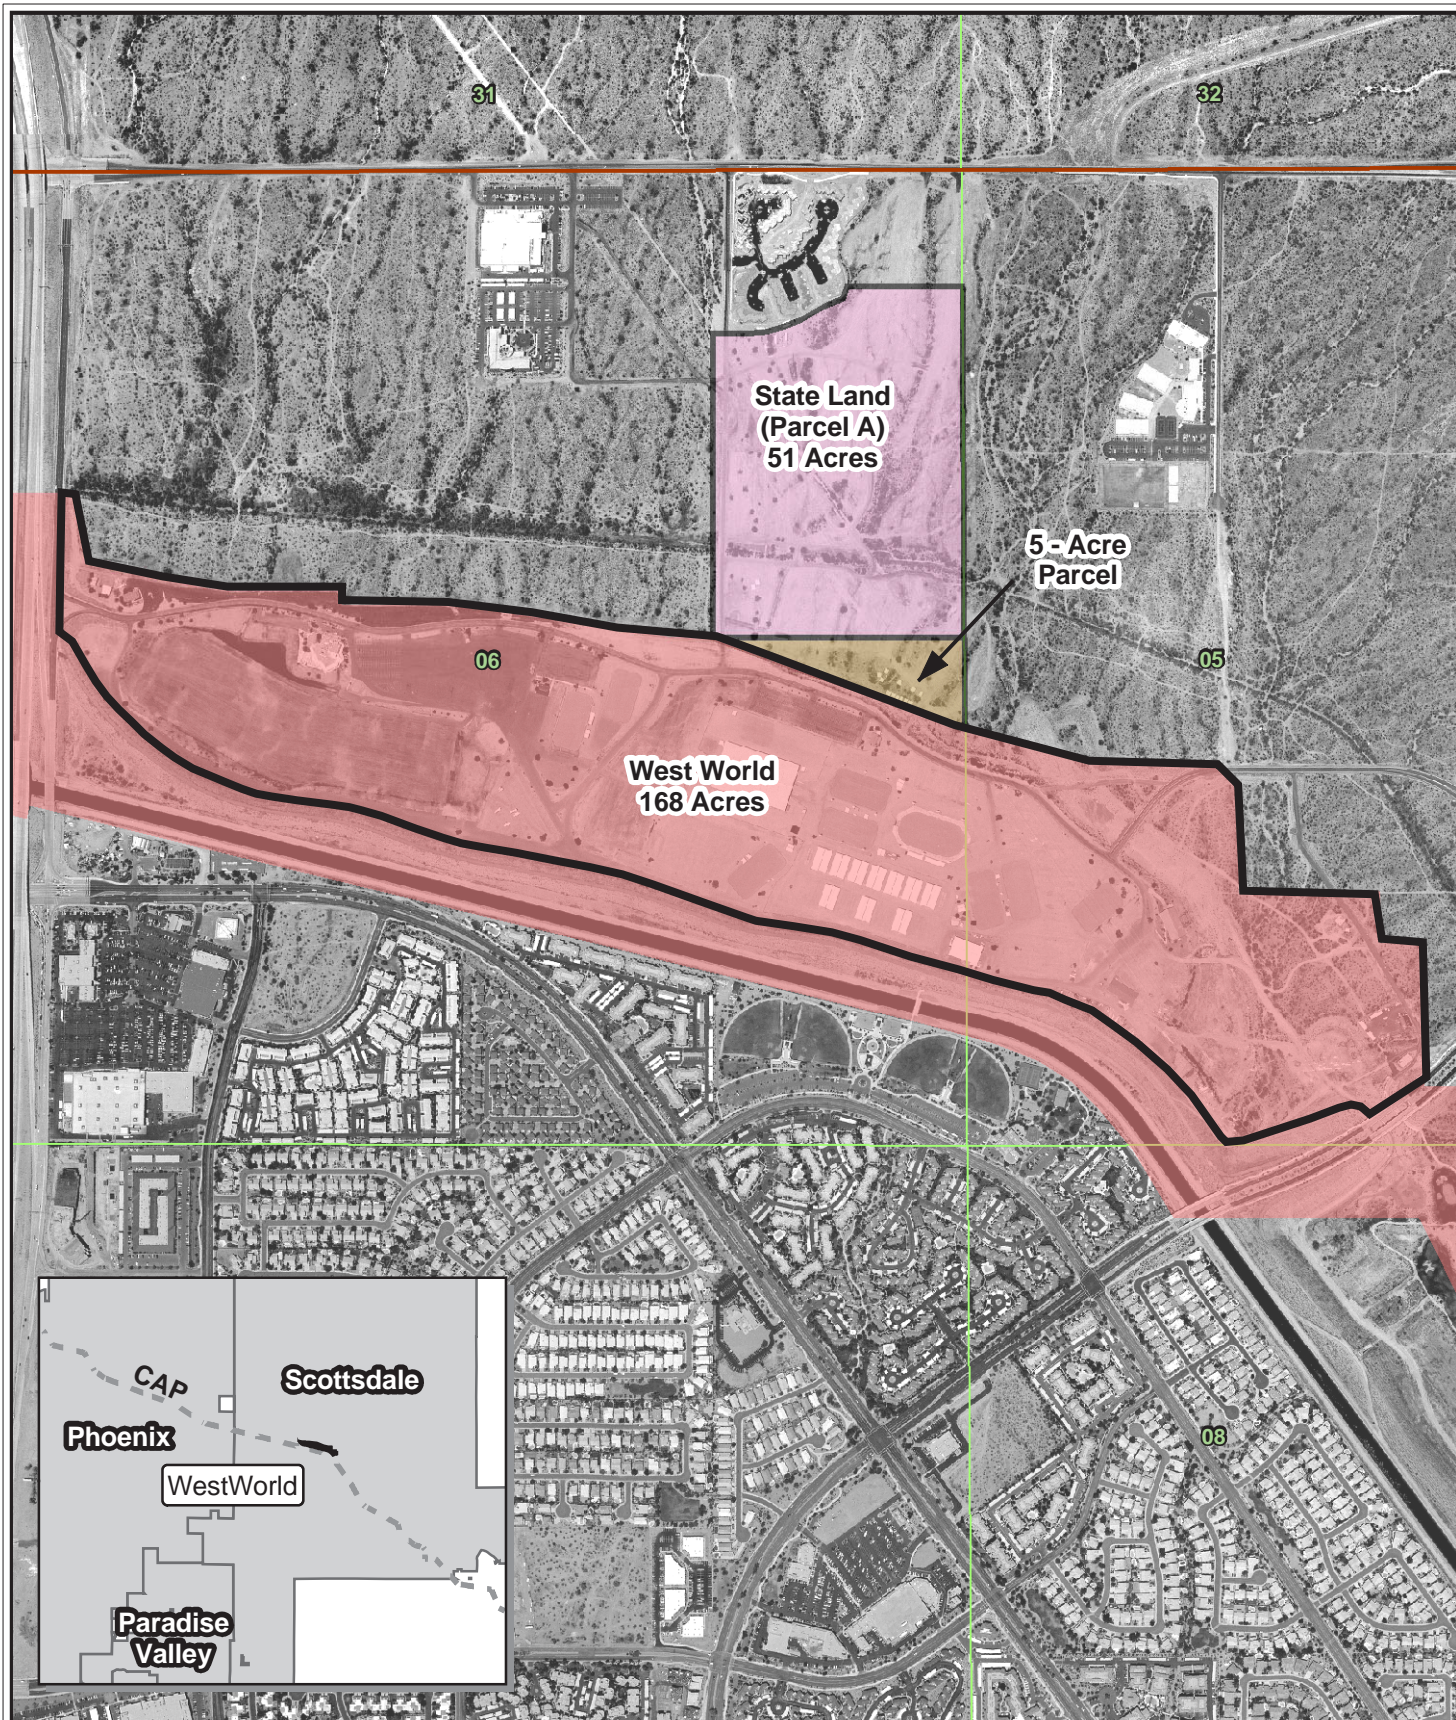 31
32
State Land
(Parcel A)
51 Acres
5 - Acre
Parcel
06
05
West World
168 Acres
CAP
Scottsdale
Phoenix
WestWorld
Paradise
Valley
08